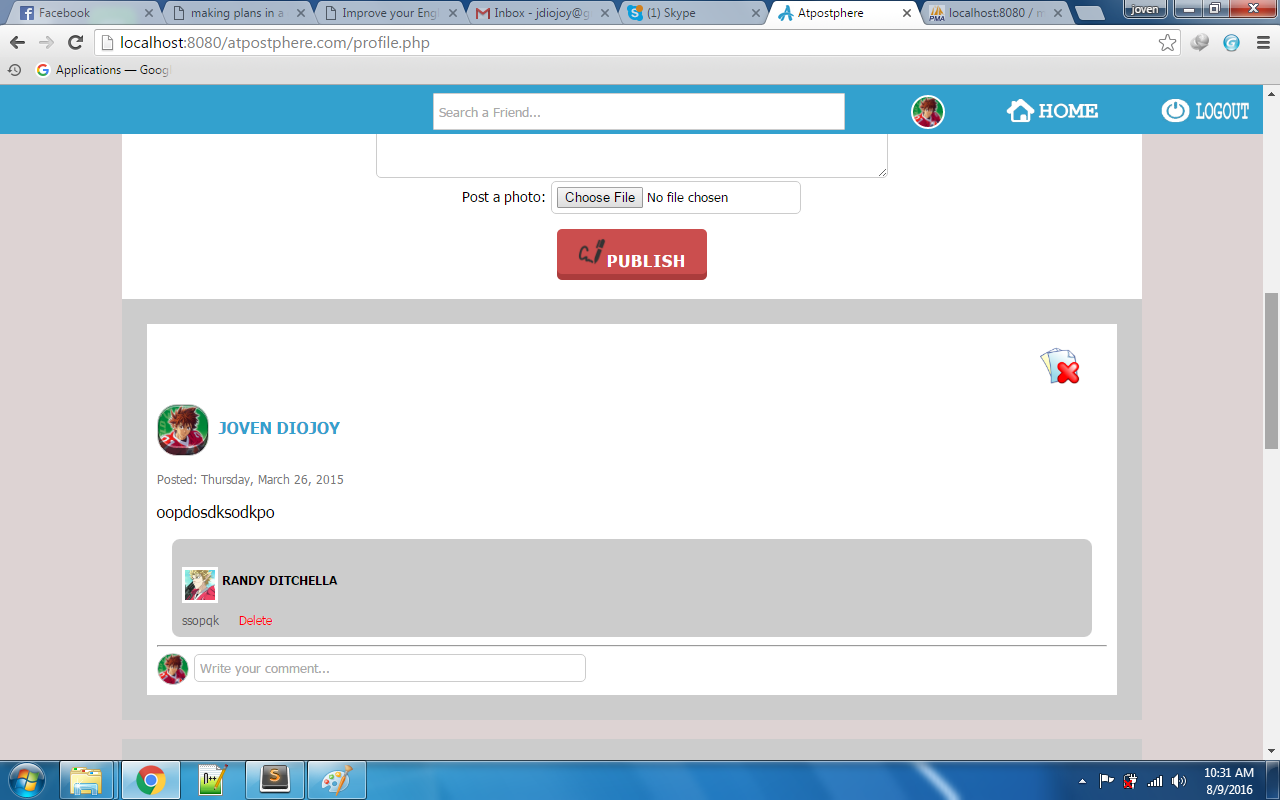 Facebook
making plans in a
Improve your Eng
Inbox - jdiojoy@g
(1) Skype
Atpostphere
localhost:8080 / m
joven
localhost:8080/atpostphere.com/profile.php
Applications — Googl
Search a Friend...
HOME
LOGOUT
Post a photo:
Choose File No file chosen
PUBLISH
JOVEN DIOJOY
Posted: Thursday, March 26, 2015
oopdosdksodkpo
RANDY DITCHELLA
ssopqk Delete
Write your comment...
10:31 AM
8/9/2016